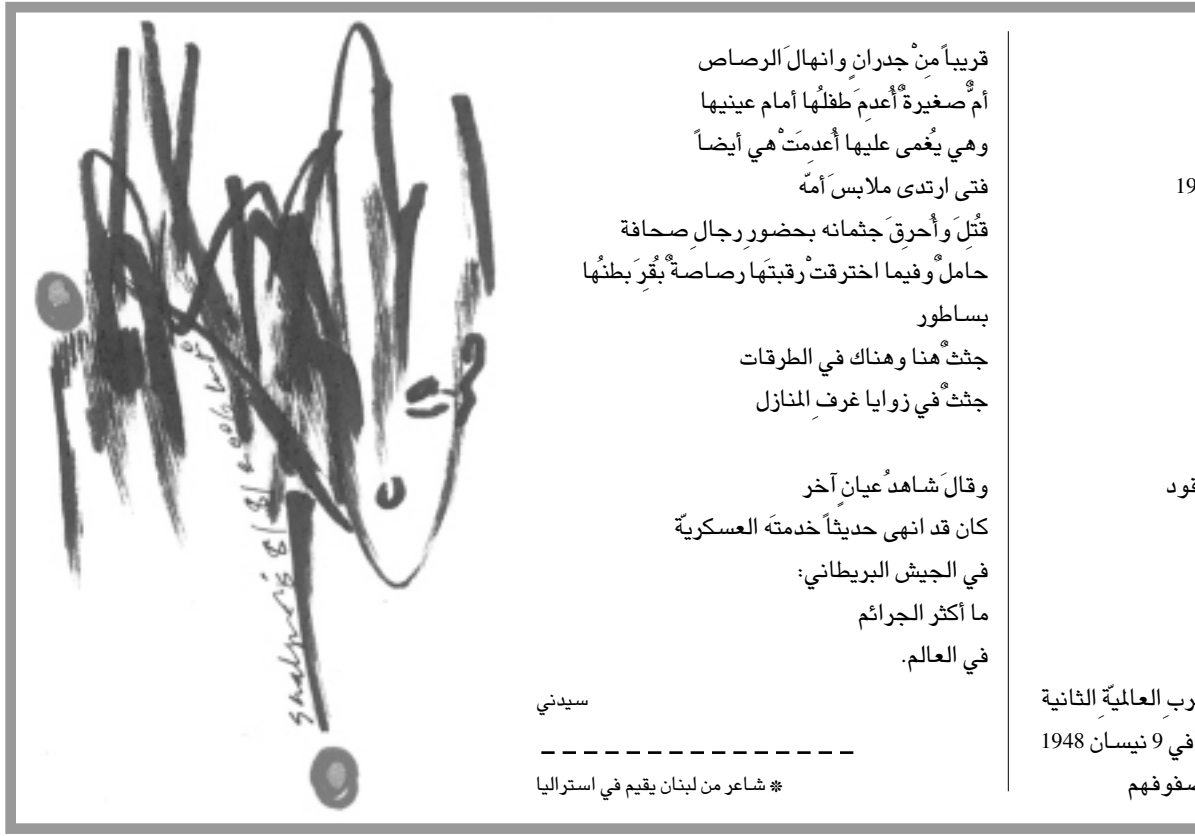 19
قود
رب العالميّةِ الثانية
في 9 نيسان 1948
صفوفهم
قريباً منْ جدرانٍ وانهالَ الرصاص
أمٌّ صغيرةٌ أُعدِمَ طفلُها أمام عينيها
وهي يُغمى عليها أُعدمَتْ هي أيضاً
فتى ارتدى ملابسَ أمّه
قُتِلَ وأُحرِقَ جثمانه بحضورِ رجالِ صحافة
حاملٌ وفيما اخترقتْ رقبتَها رصاصةٌ بُقِرَ بطنُها
بساطور
جثثٌ هنا وهناك في الطرقات
جثثٌ في زوايا غرفِ المنازل
وقالَ شاهدُ عيانٍ آخر
كان قد انهى حديثاً خدمتَه العسكريّة
في الجيش البريطاني:
ما أكثر الجرائم
في العالم.
سيدني
* شاعر من لبنان يقيم في استراليا